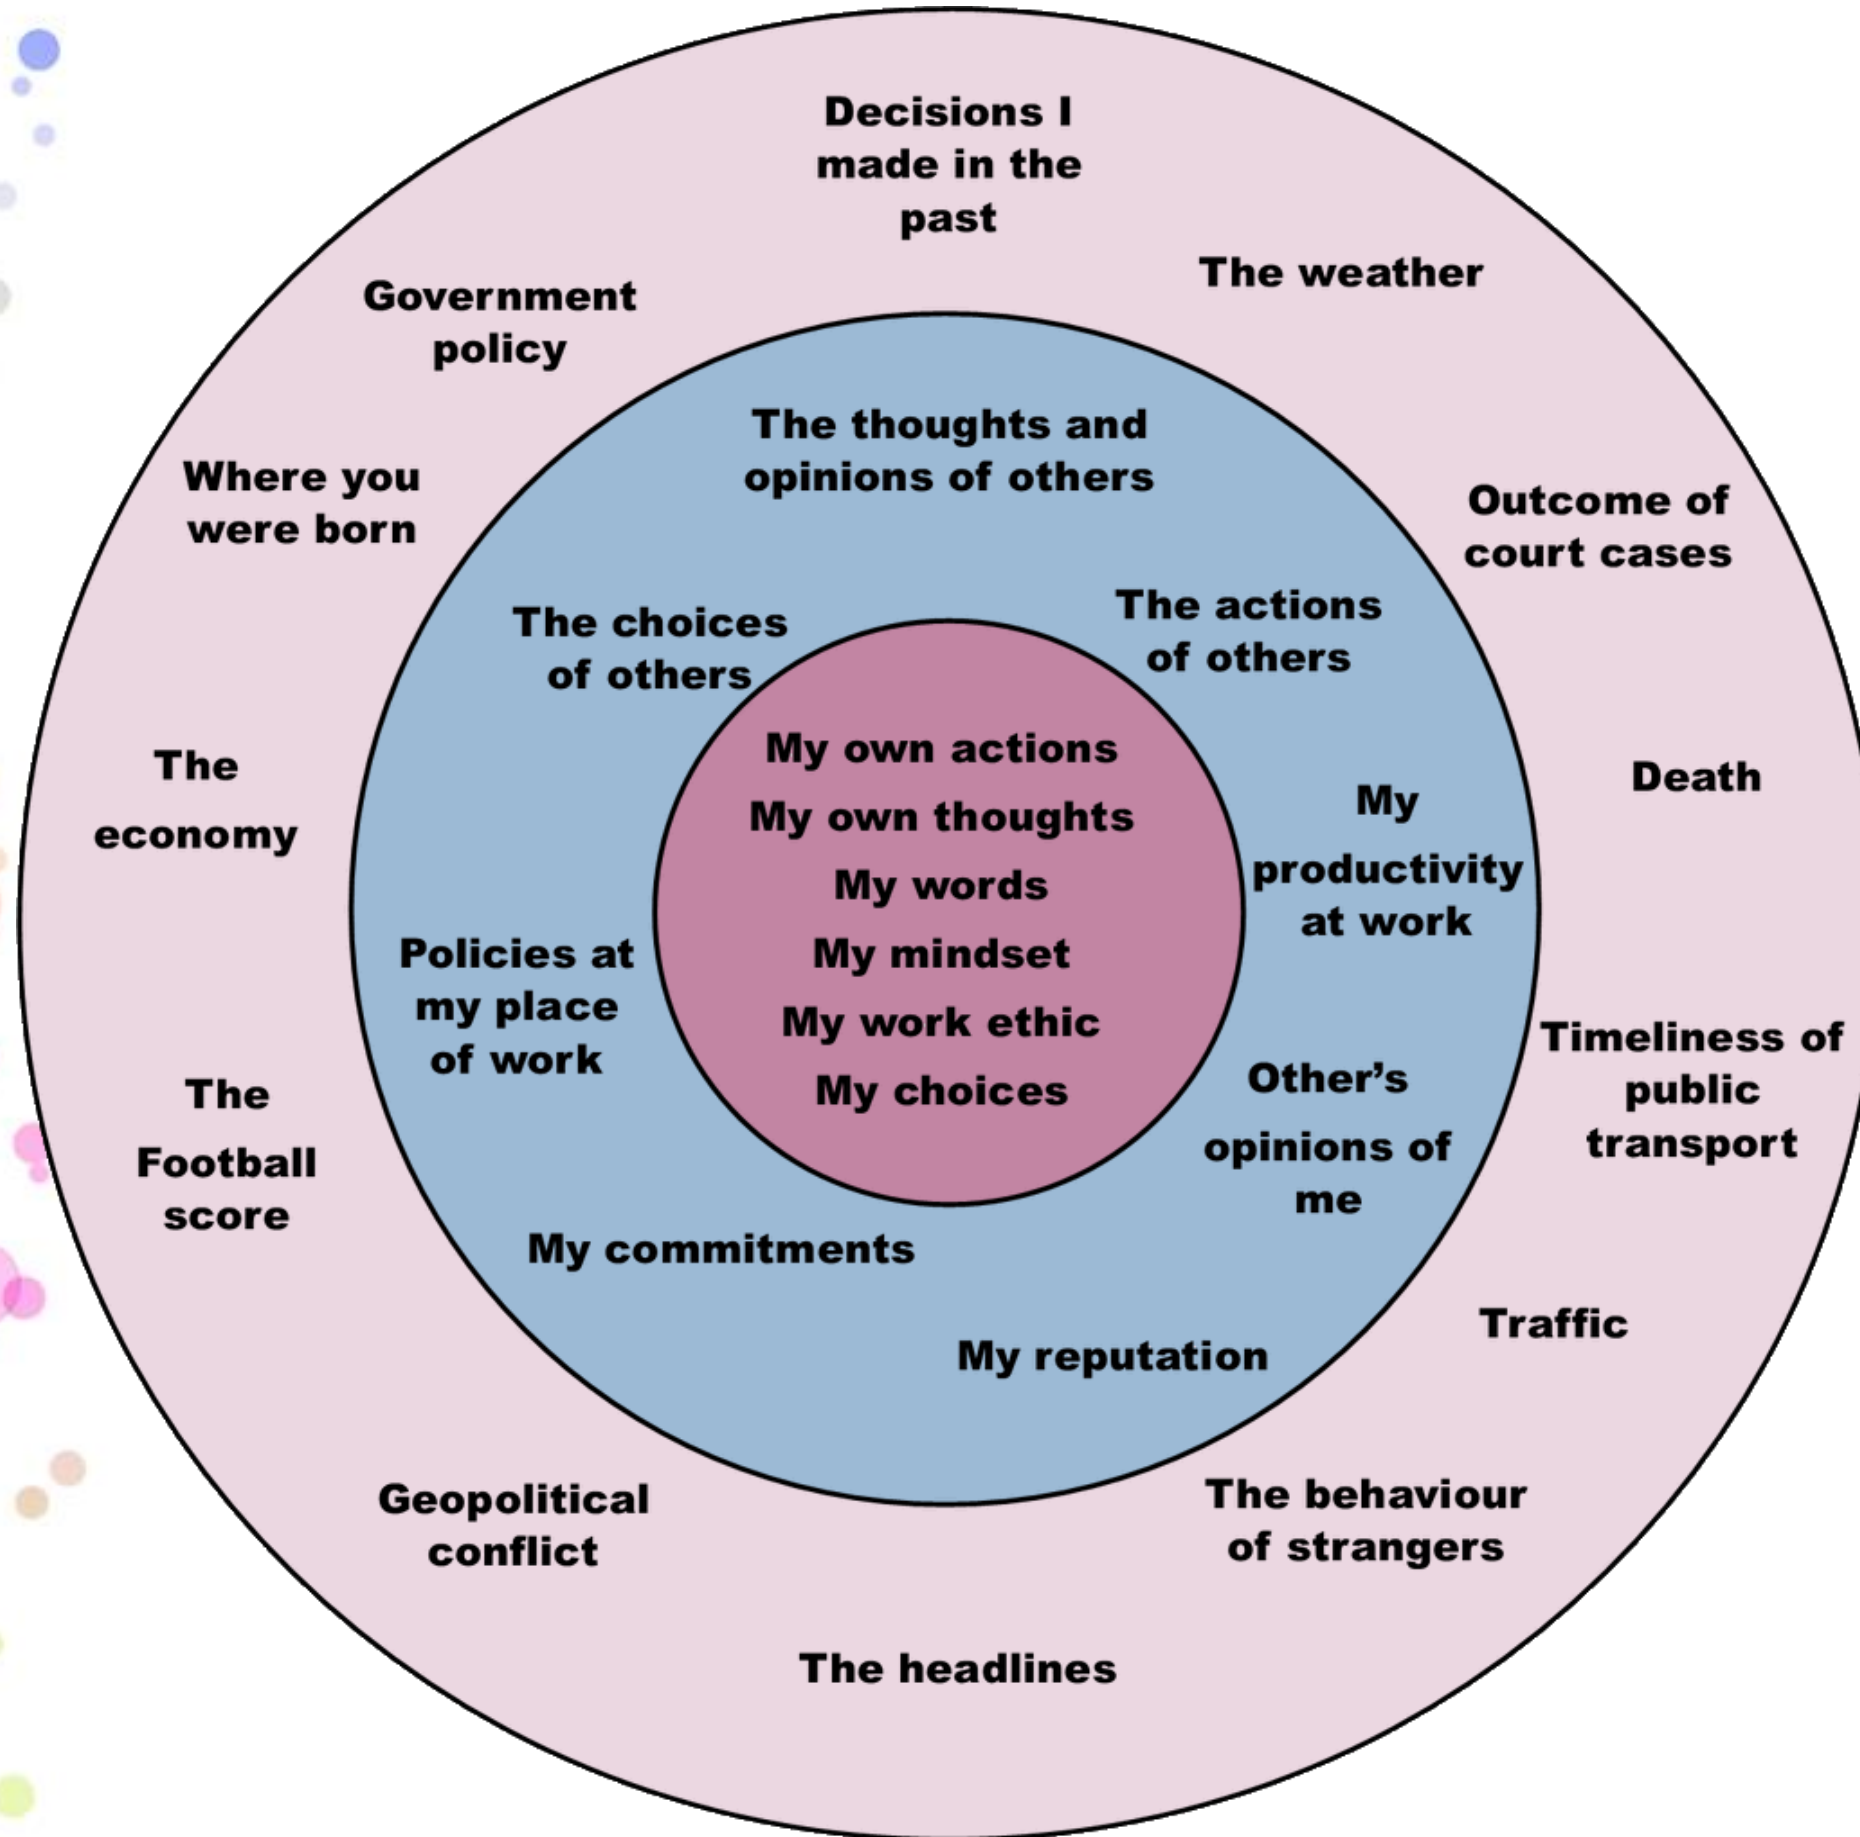 Decisions I
made in the
past
The weather
Government
policy
Where you
were born
Outcome of
court cases
The
economy
Death
The
Football
score
Timeliness of
public
transport
Traffic
Geopolitical
conflict
The behaviour
of strangers
The headlines
The thoughts and
opinions of others
The choices
of others
The actions
of others
My
productivity
at work
Policies at
my place
of work
Other’s
opinions of
me
My commitments
My reputation
My own actions
My own thoughts
My words
My mindset
My work ethic
My choices